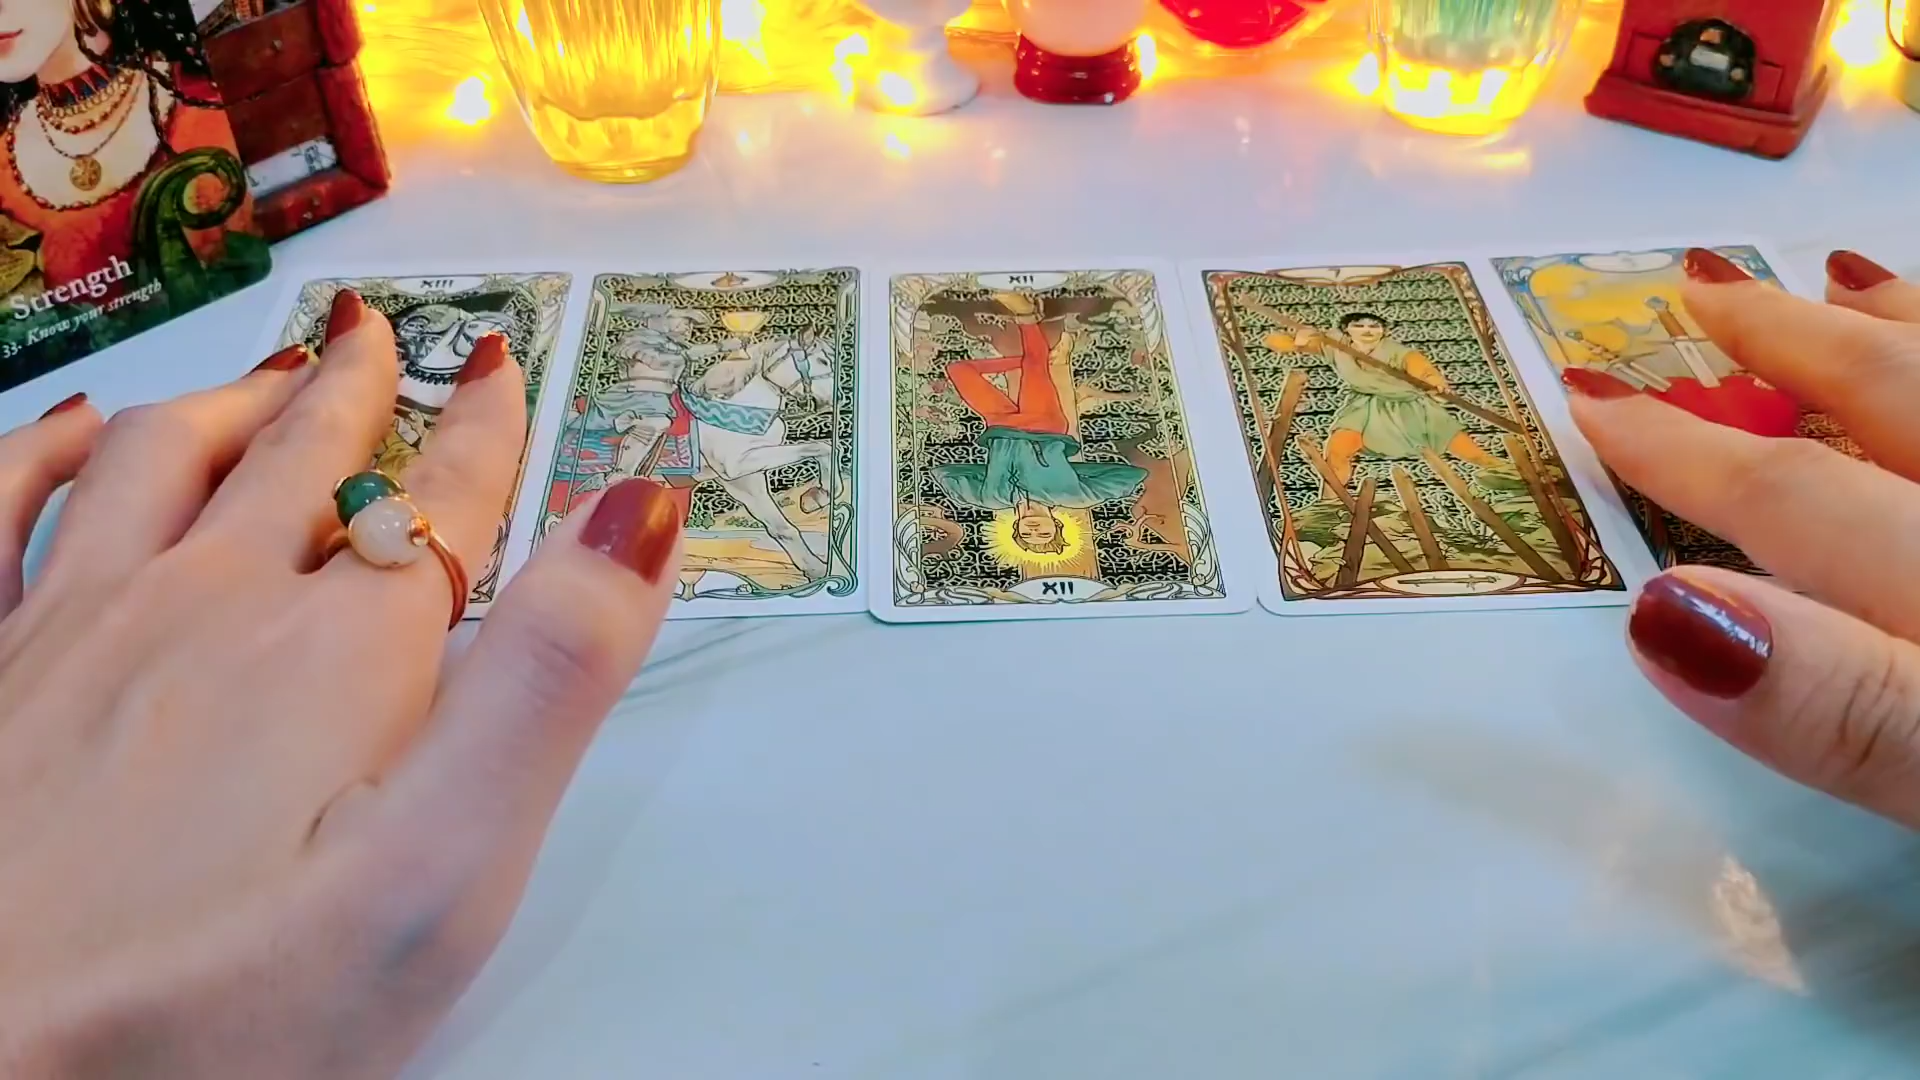 Strength
33. Know your strength
XIII
XII
XII